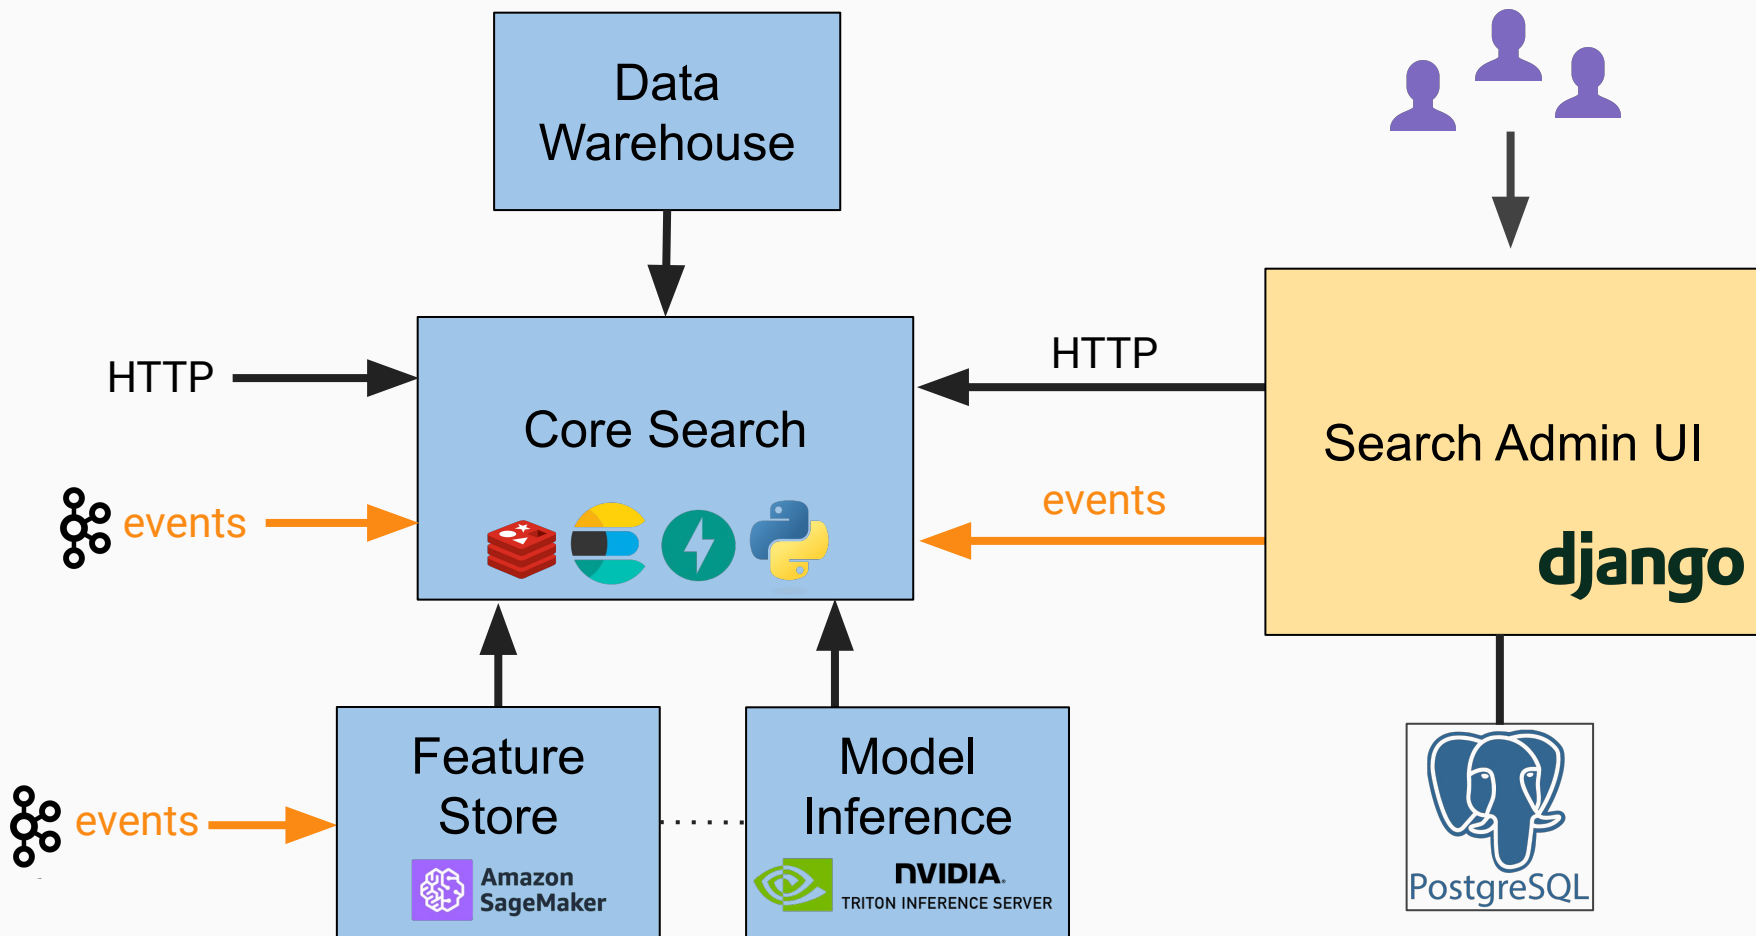 Data
Warehouse
HTTP
HTTP
Core Search
Search Admin UI
events
events
django
Feature
Store
Model
Inference
events
Amazon
SageMaker
NVIDIA.
TRITON INFERENCE SERVER
PostgreSQL